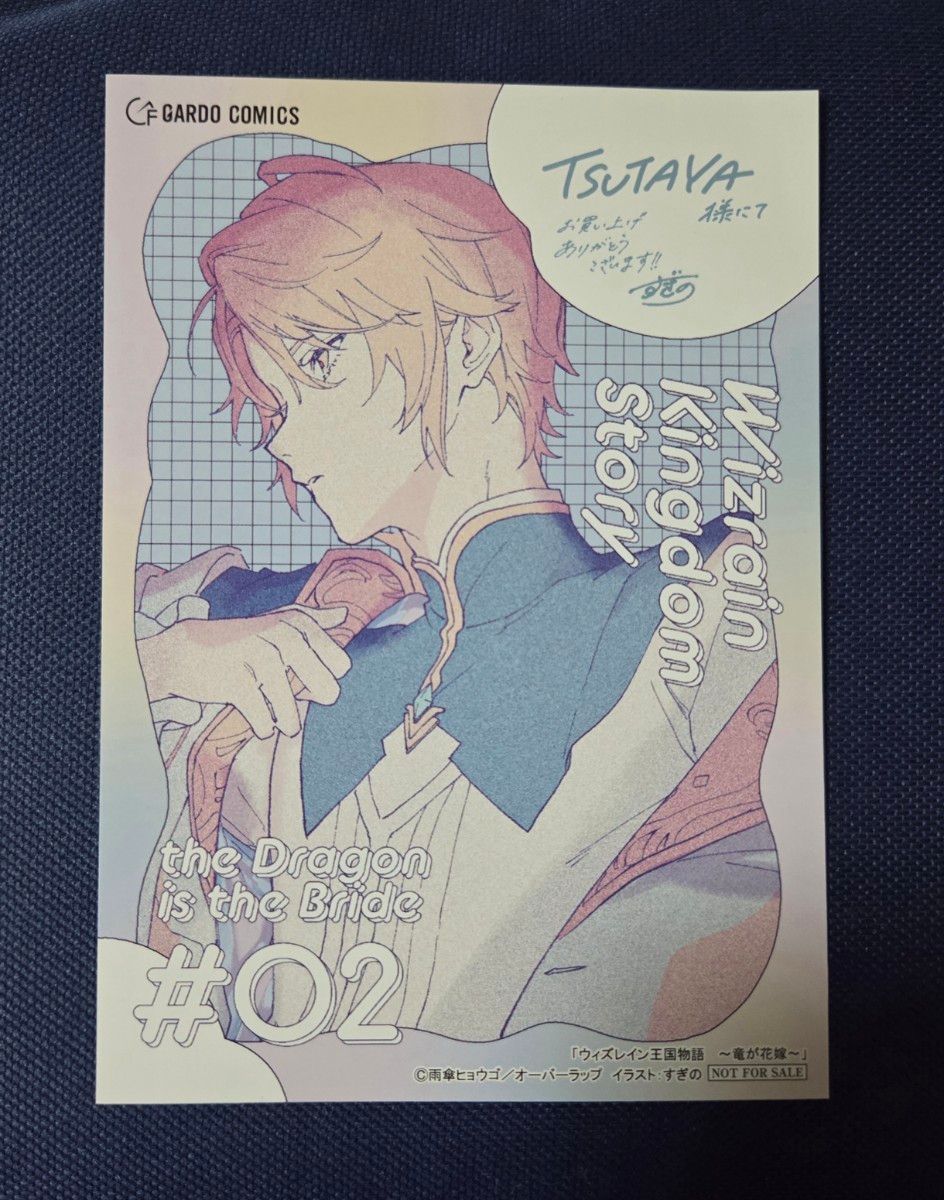 GARDO COMICS
TSUTAYA
様にて
お買い上げ
ありがとう
ございます!!
すぎの
Wizrain
Kingdom
Story
the Dragon
is the Bride
#02
「ウィズレイン王国物語 ～竜が花嫁～」
©雨傘ヒョウゴ/オーバーラップ イラスト:すぎの NOT FOR SALE